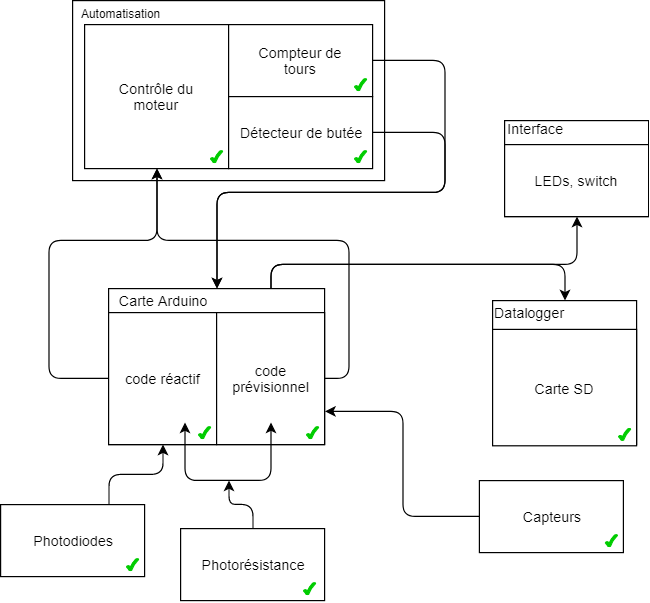 Automatisation
Contrôle du
moteur
Compteur de
tours
Détecteur de butée
Interface
LEDs, switch
Carte Arduino
code réactif
code
prévisionnel
Datalogger
Carte SD
Photodiodes
Photorésistance
Capteurs